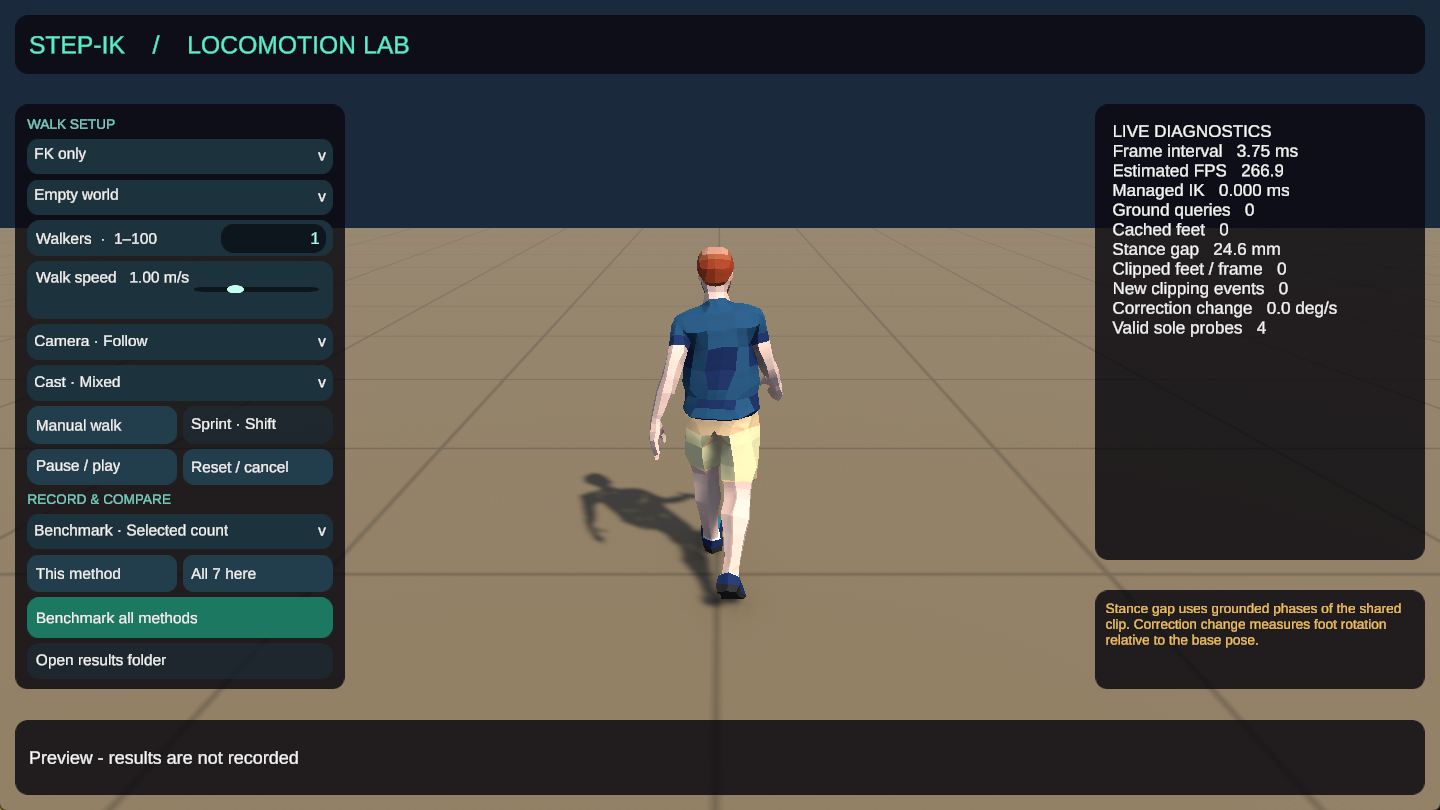 STEP-IK / LOCOMOTION LAB
WALK SETUP
FK only v
Empty world v
Walkers · 1–100 1
Walk speed 1.00 m/s
Camera · Follow v
Cast · Mixed v
Manual walk Sprint · Shift
Pause / play Reset / cancel
RECORD & COMPARE
Benchmark · Selected count v
This method All 7 here
Benchmark all methods
Open results folder
LIVE DIAGNOSTICS
Frame interval 3.75 ms
Estimated FPS 266.9
Managed IK 0.000 ms
Ground queries 0
Cached feet 0
Stance gap 24.6 mm
Clipped feet / frame 0
New clipping events 0
Correction change 0.0 deg/s
Valid sole probes 4
Stance gap uses grounded phases of the shared
clip. Correction change measures foot rotation
relative to the base pose.
Preview - results are not recorded